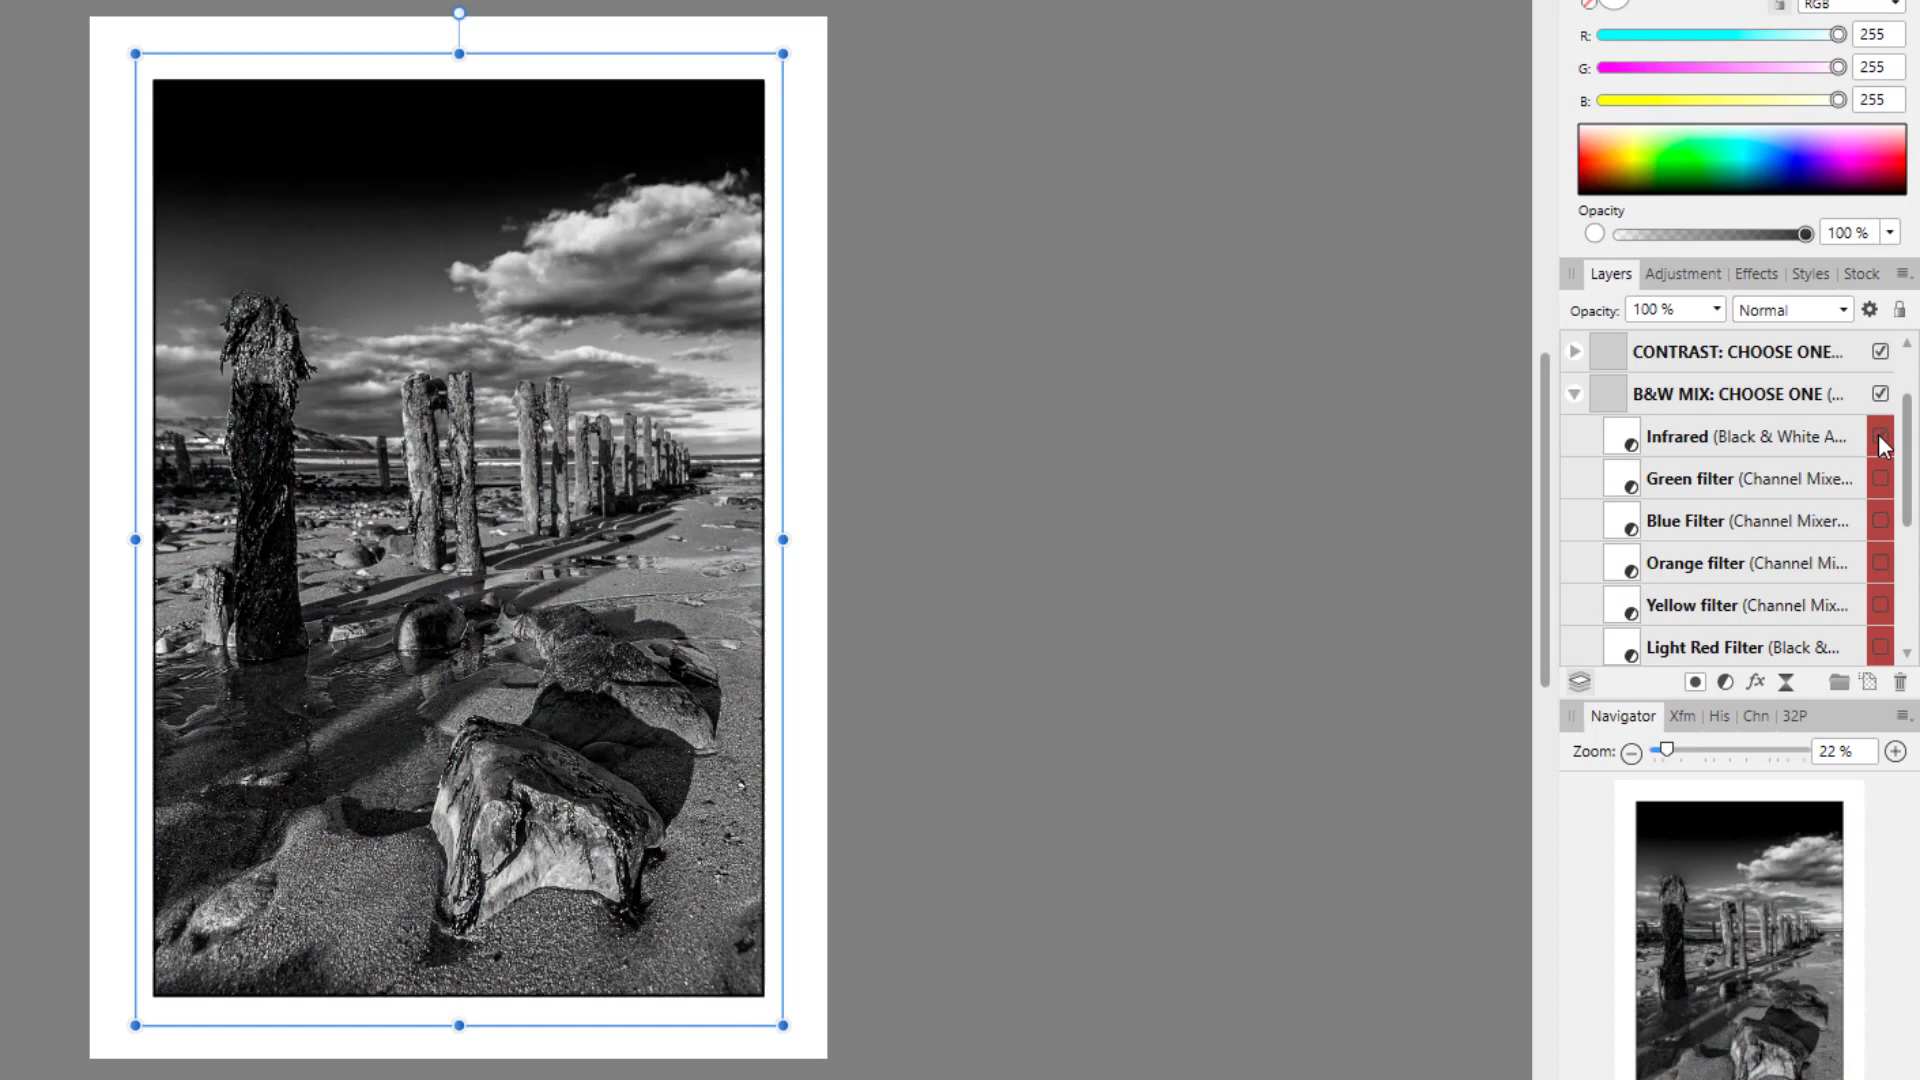 RGB
R: 255
G: 255
B: 255
Opacity
100 %
Layers Adjustment Effects Styles Stock
Opacity: 100 % Normal
CONTRAST: CHOOSE ONE...
B&W MIX: CHOOSE ONE (...
Infrared (Black & White A...
Green filter (Channel Mixe...
Blue Filter (Channel Mixer...
Orange filter (Channel Mi...
Yellow filter (Channel Mix...
Light Red Filter (Black &...
fx
Navigator Xfm His Chn 32P
Zoom: 22 %